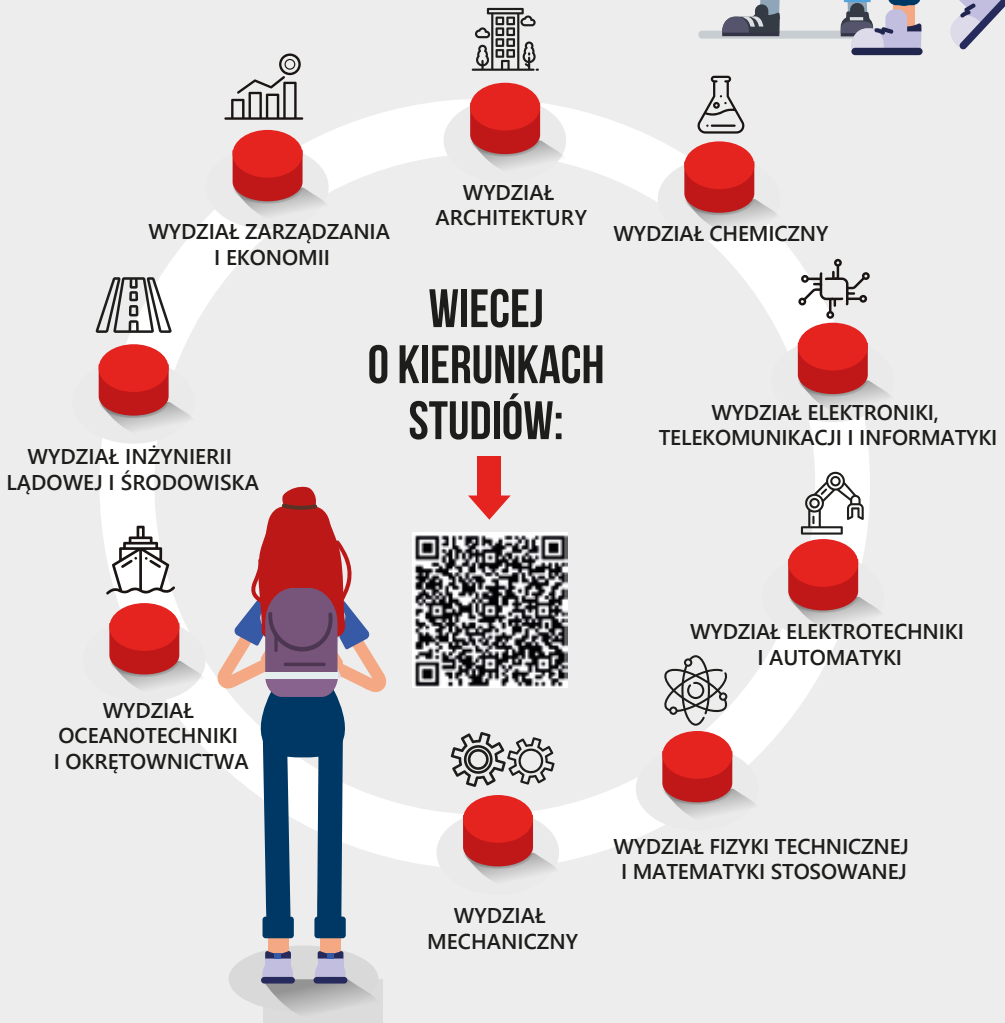 WYDZIAŁ
ARCHITEKTURY
WYDZIAŁ CHEMICZNY
WYDZIAŁ ZARZĄDZANIA
I EKONOMII
WIECEJ
O KIERUNKACH
STUDIÓW:
WYDZIAŁ ELEKTRONIKI,
TELEKOMUNIKACJI I INFORMATYKI
WYDZIAŁ INŻYNIERII
LĄDOWEJ I ŚRODOWISKA
WYDZIAŁ ELEKTROTECHNIKI
I AUTOMATYKI
WYDZIAŁ
OCEANOTECHNIKI
I OKRĘTOWNICTWA
WYDZIAŁ FIZYKI TECHNICZNEJ
I MATEMATYKI STOSOWANEJ
WYDZIAŁ
MECHANICZNY